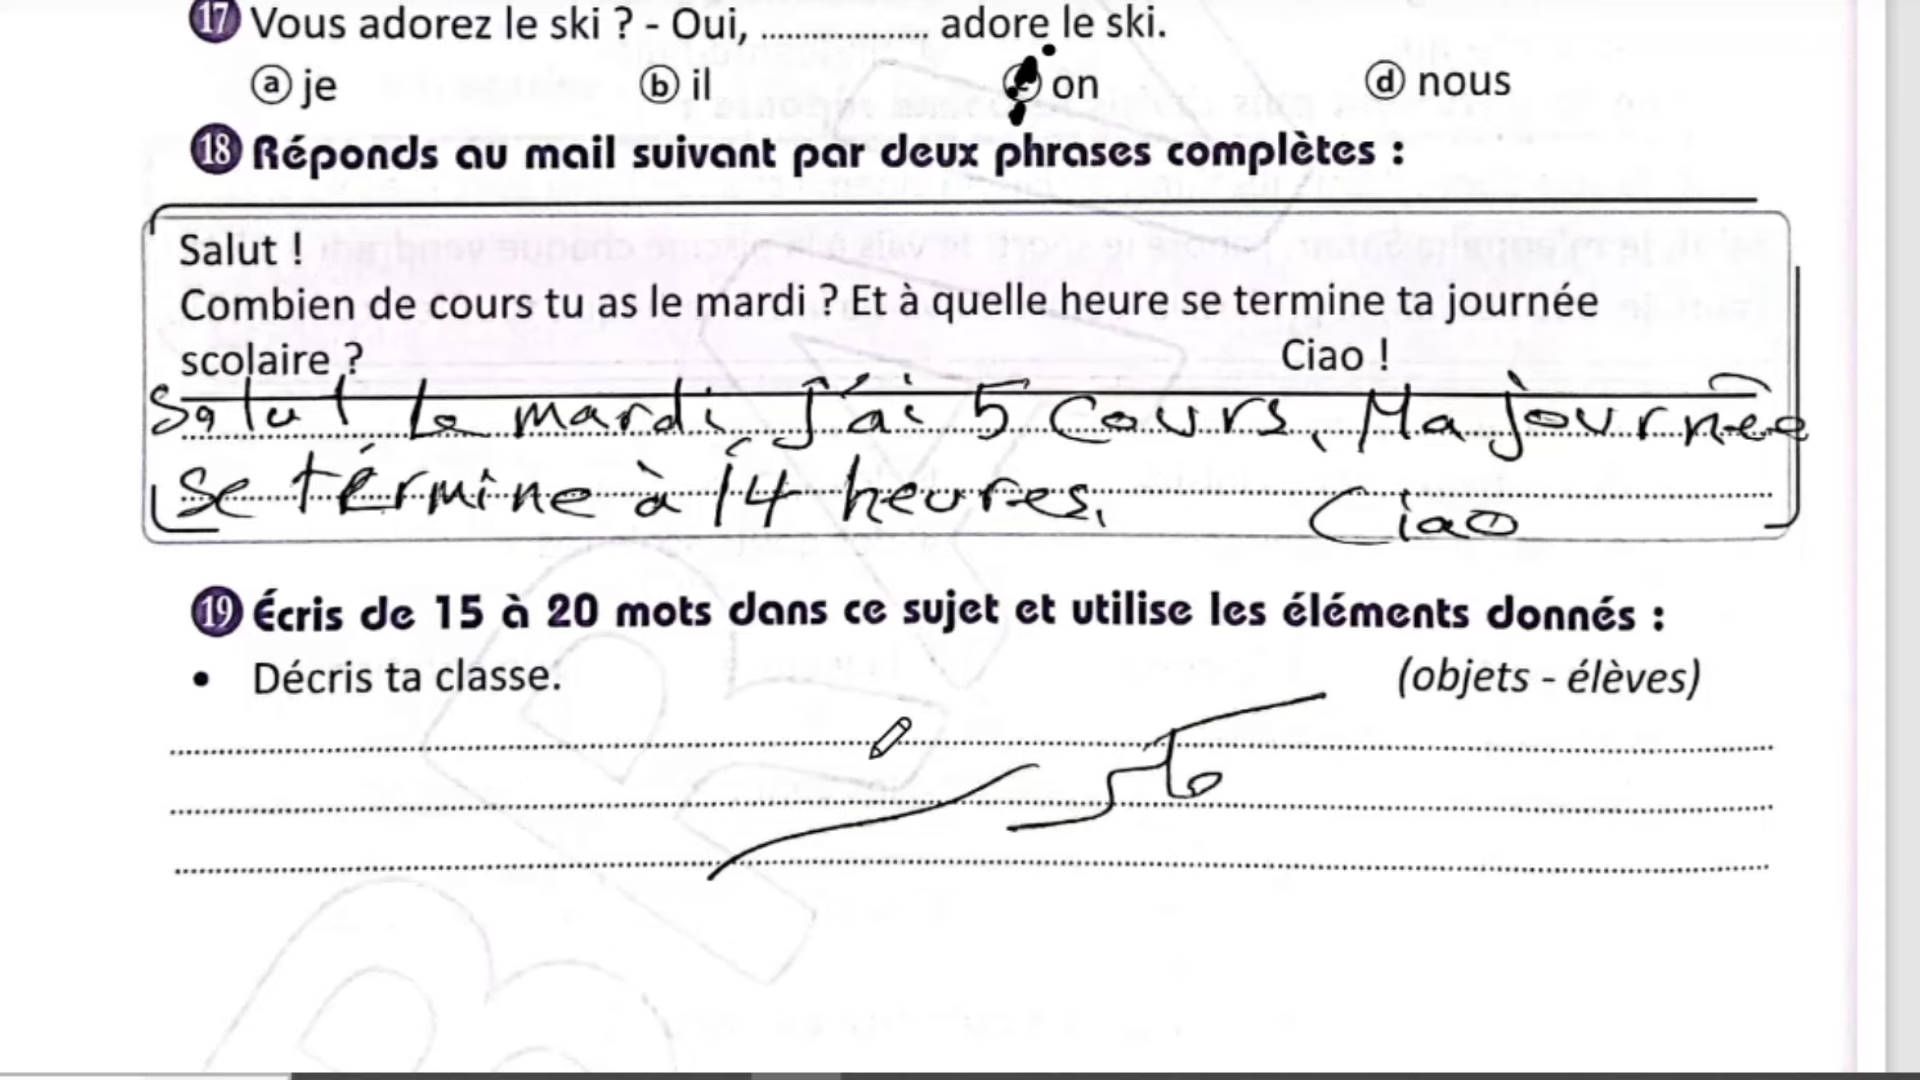 17 Vous adorez le ski ? - Oui, .................. adore le ski.
a je b il c on d nous
18 Réponds au mail suivant par deux phrases complètes :
Salut !
Combien de cours tu as le mardi ? Et à quelle heure se termine ta journée
scolaire ? Ciao !
Salut Le mardi j'ai 5 cours. Ma journée
se términe à 14 heures. Ciao
19 Écris de 15 à 20 mots dans ce sujet et utilise les éléments donnés :
• Décris ta classe. (objets - élèves)